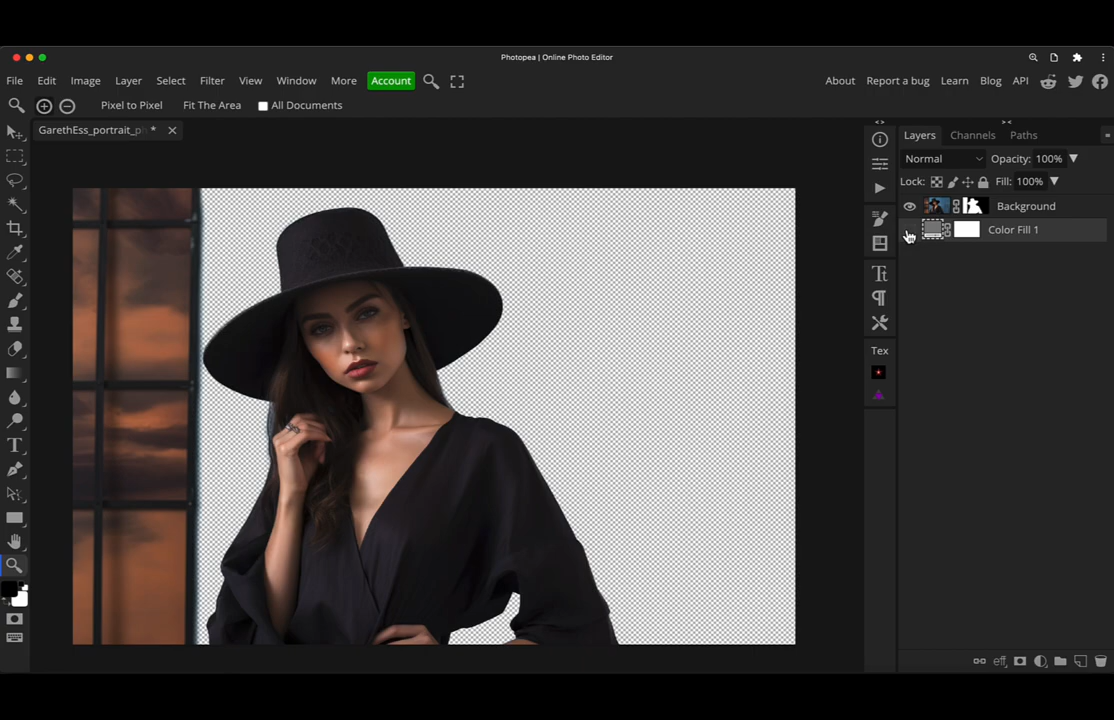 Photopea | Online Photo Editor
File Edit Image Layer Select Filter View Window More Account About Report a bug Learn Blog API
Pixel to Pixel Fit The Area All Documents
GarethEss_portrait_p *
Layers Channels Paths
Normal Opacity: 100%
Lock: Fill: 100%
Background
Color Fill 1
Tex
eff